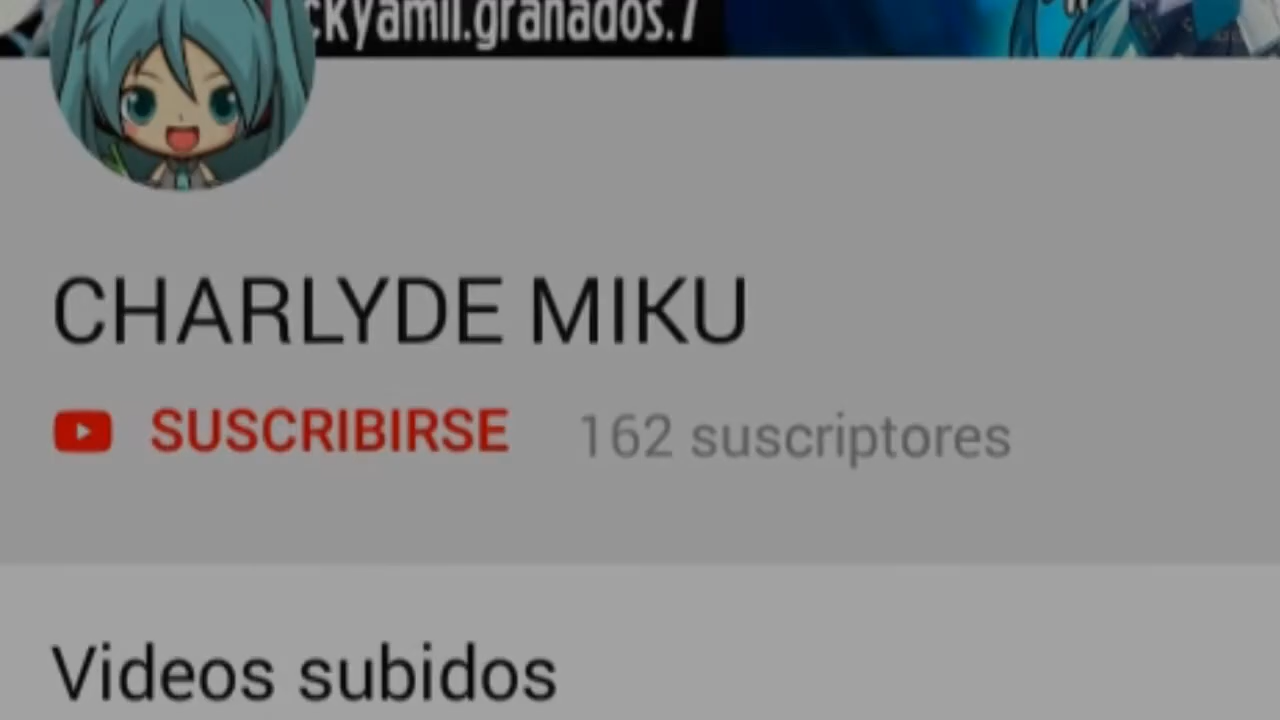 ckyamil.granados.7
CHARLYDE MIKU
SUSCRIBIRSE 162 suscriptores
Videos subidos